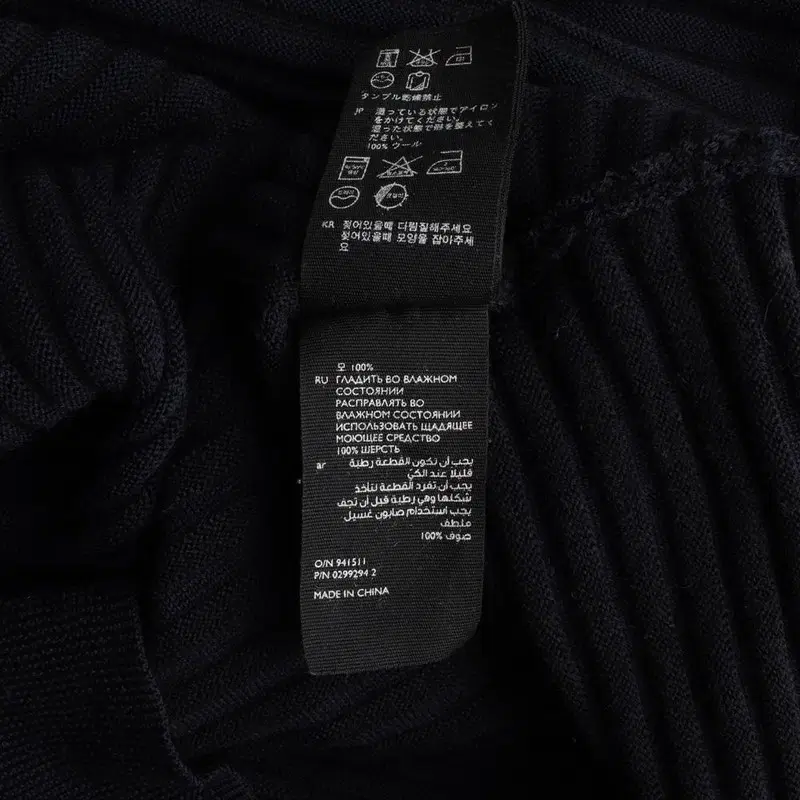 タンブル乾燥禁止
JP 湿っている状態でアイロン
をかけてください。
湿った状態で形を整えてく
ださい。
100% ウール
KR 젖어있을때 다림질해주세요
젖어있을때 모양을 잡아주세
요
모 100%
RU ГЛАДИТЬ ВО ВЛАЖНОМ
СОСТОЯНИИ
РАСПРАВЛЯТЬ ВО
ВЛАЖНОМ СОСТОЯНИИ
ИСПОЛЬЗОВАТЬ ЩАДЯЩЕЕ
МОЮЩЕЕ СРЕДСТВО
100% ШЕРСТЬ
ar يجب أن تكون القطعة رطبة
قليلا عند الكيّ
يجب أن تفرد القطعة لتأخذ
شكلها وهي رطبة قبل أن تجف
يجب استخدام صابون غسيل
ملطف
صوف 100%
O/N 941511
P/N 0299294 2
MADE IN CHINA